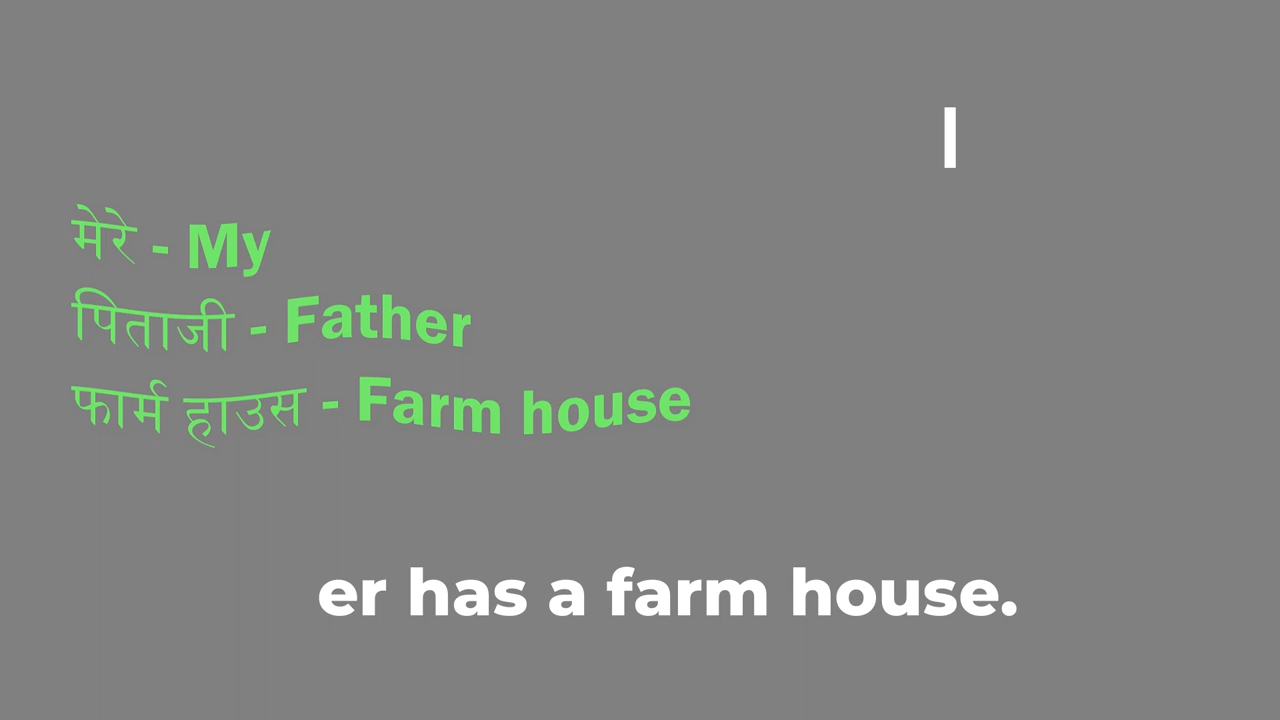 l
मेरे - My
पिताजी - Father
फार्म हाउस - Farm house
er has a farm house.